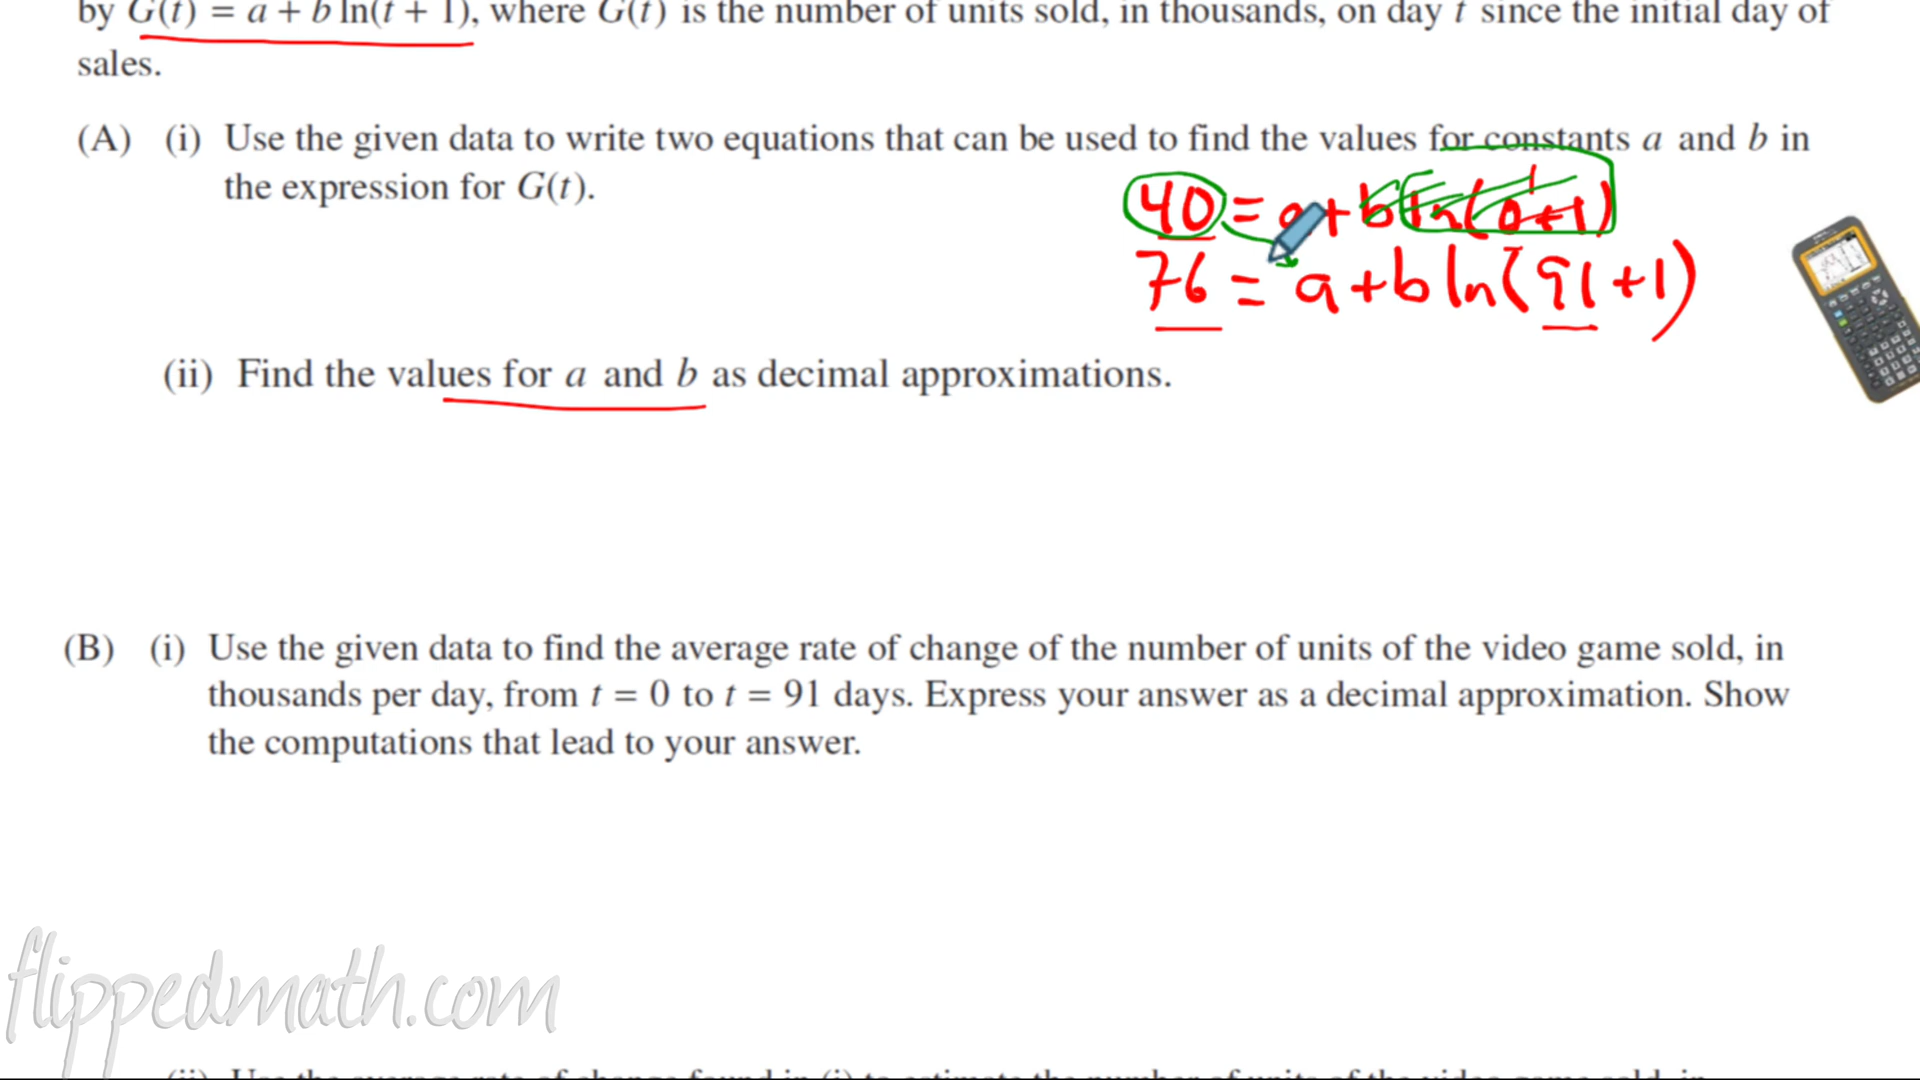 by G(t) = a + b ln(t + 1), where G(t) is the number of units sold, in thousands, on day t since the initial day of
sales.
(A) (i) Use the given data to write two equations that can be used to find the values for constants a and b in
the expression for G(t).
40 = a + b ln(0+1)
76 = a + b ln(91+1)
(ii) Find the values for a and b as decimal approximations.
(B) (i) Use the given data to find the average rate of change of the number of units of the video game sold, in
thousands per day, from t = 0 to t = 91 days. Express your answer as a decimal approximation. Show
the computations that lead to your answer.
flippedmath.com